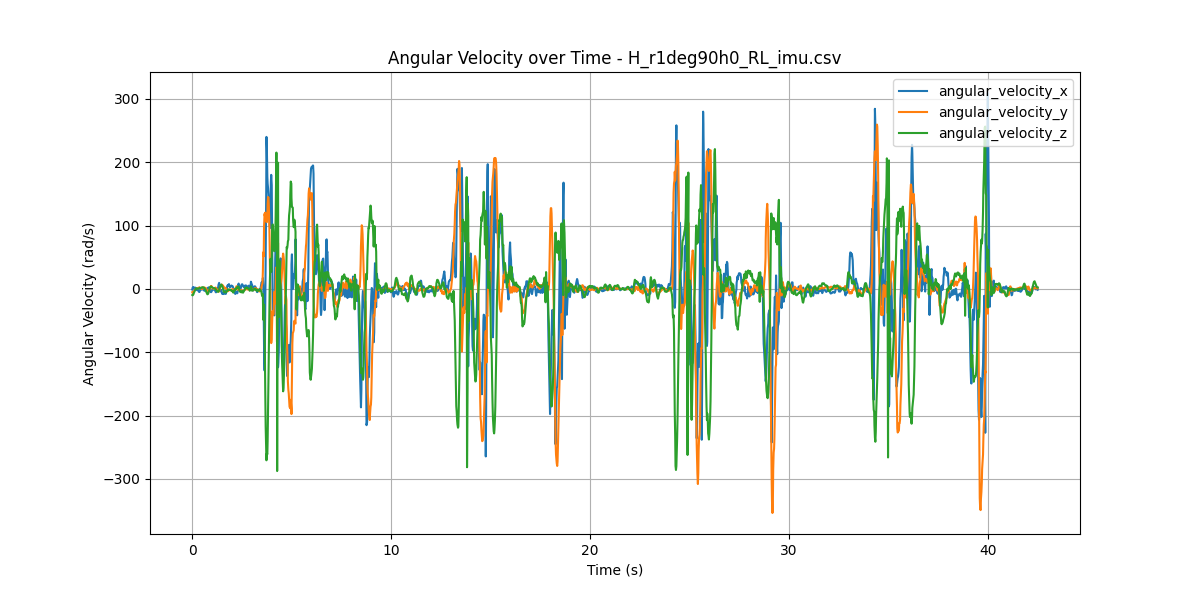 Angular Velocity over Time - H_r1deg90h0_RL_imu.csv
angular_velocity_x
angular_velocity_y
angular_velocity_z
Angular Velocity (rad/s)
300
200
100
0
−100
−200
−300
0
10
20
30
40
Time (s)